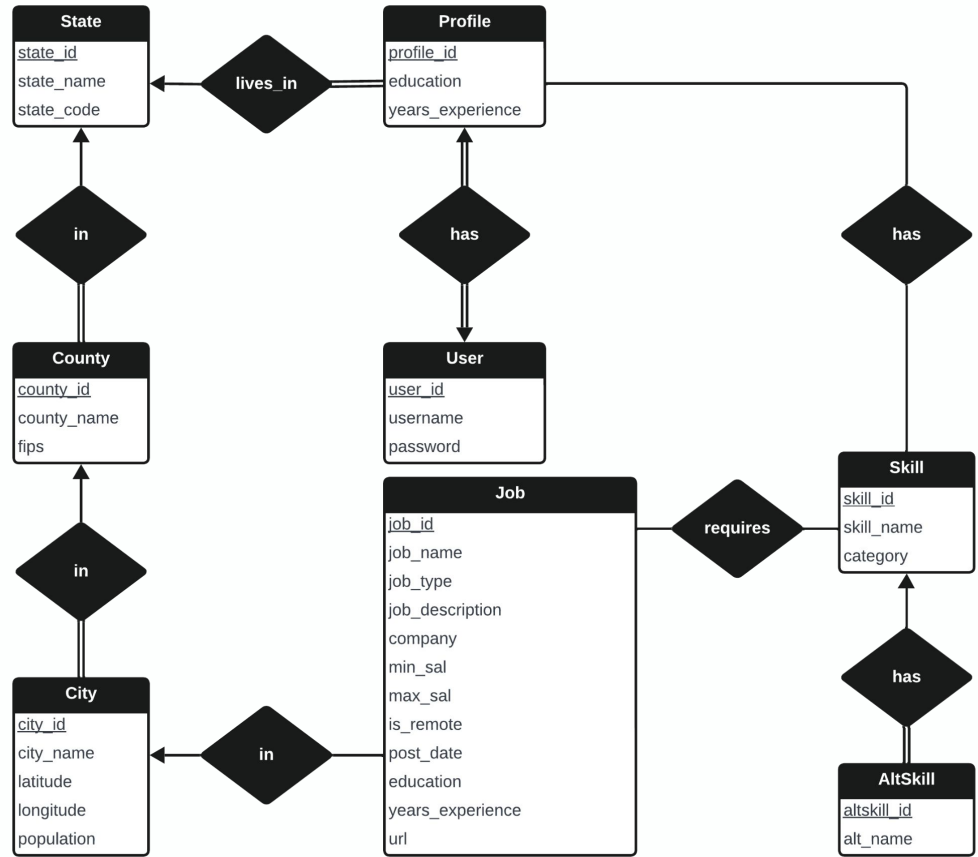 State
state_id
state_name
state_code
lives_in
Profile
profile_id
education
years_experience
in
has
has
County
county_id
county_name
fips
User
user_id
username
password
Skill
skill_id
skill_name
category
Job
job_id
job_name
job_type
job_description
company
min_sal
max_sal
is_remote
post_date
education
years_experience
url
requires
in
has
City
city_id
city_name
latitude
longitude
population
in
AltSkill
altskill_id
alt_name